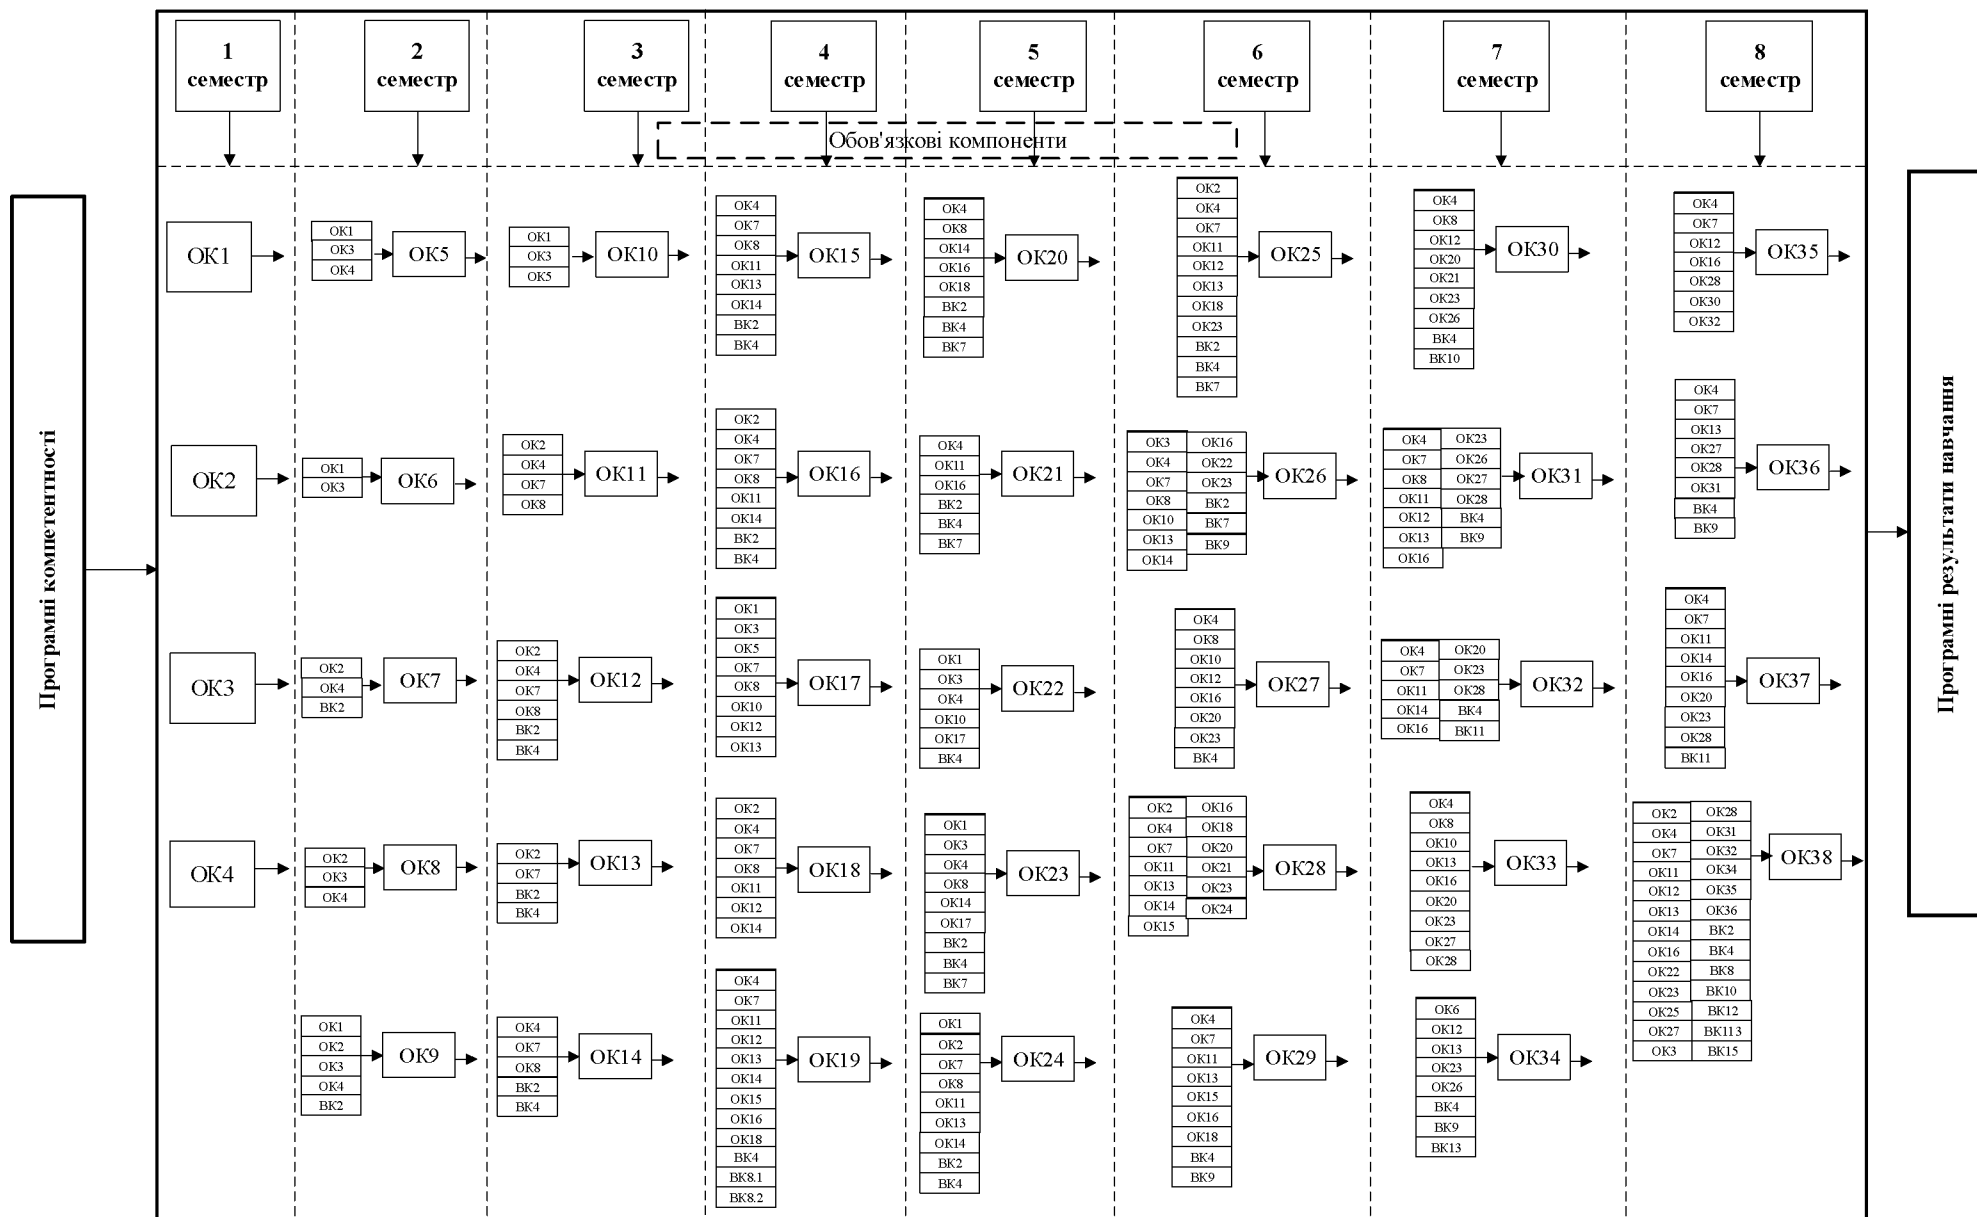 1
семестр
2
семестр
3
семестр
4
семестр
5
семестр
6
семестр
7
семестр
8
семестр
Обов'язкові компоненти
Програмні компетентності
ОК1
ОК2
ОК3
ОК4
ОК1
ОК3
ОК4
ОК5
ОК1
ОК3
ОК6
ОК2
ОК4
ВК2
ОК7
ОК2
ОК3
ОК4
ОК8
ОК1
ОК2
ОК3
ОК4
ВК2
ОК9
ОК1
ОК3
ОК5
ОК10
ОК2
ОК4
ОК7
ОК8
ОК11
ОК2
ОК4
ОК7
ОК8
ВК2
ВК4
ОК12
ОК2
ОК7
ВК2
ВК4
ОК13
ОК4
ОК7
ОК8
ВК2
ВК4
ОК14
ОК4
ОК7
ОК8
ОК11
ОК13
ОК14
ВК2
ВК4
ОК15
ОК2
ОК4
ОК7
ОК8
ОК11
ОК14
ВК2
ВК4
ОК16
ОК1
ОК3
ОК5
ОК7
ОК8
ОК10
ОК12
ОК13
ОК17
ОК2
ОК4
ОК7
ОК8
ОК11
ОК12
ОК14
ОК18
ОК4
ОК7
ОК11
ОК12
ОК13
ОК14
ОК15
ОК16
ОК18
ВК4
ВК8.1
ВК8.2
ОК19
ОК4
ОК8
ОК14
ОК16
ОК18
ВК2
ВК4
ВК7
ОК20
ОК4
ОК11
ОК16
ВК2
ВК4
ВК7
ОК21
ОК1
ОК3
ОК4
ОК10
ОК17
ВК4
ОК22
ОК1
ОК3
ОК4
ОК8
ОК14
ОК17
ВК2
ВК4
ВК7
ОК23
ОК1
ОК2
ОК7
ОК8
ОК11
ОК13
ОК14
ВК2
ВК4
ОК24
ОК2
ОК4
ОК7
ОК11
ОК12
ОК13
ОК18
ОК23
ВК2
ВК4
ВК7
ОК25
ОК3
ОК4
ОК7
ОК8
ОК10
ОК13
ОК14
ОК16
ОК22
ОК23
ВК2
ВК7
ВК9
ОК26
ОК4
ОК8
ОК10
ОК12
ОК16
ОК20
ОК23
ВК4
ОК27
ОК2
ОК4
ОК7
ОК11
ОК13
ОК14
ОК15
ОК16
ОК18
ОК20
ОК21
ОК23
ОК24
ОК28
ОК4
ОК7
ОК11
ОК13
ОК15
ОК16
ОК18
ВК4
ВК9
ОК29
ОК4
ОК8
ОК12
ОК20
ОК21
ОК23
ОК26
ВК4
ВК10
ОК30
ОК4
ОК7
ОК8
ОК11
ОК12
ОК13
ОК16
ОК23
ОК26
ОК27
ОК28
ВК4
ВК9
ОК31
ОК4
ОК7
ОК11
ОК14
ОК16
ОК20
ОК23
ОК28
ВК4
ВК11
ОК32
ОК4
ОК8
ОК10
ОК13
ОК16
ОК20
ОК23
ОК27
ОК28
ОК33
ОК6
ОК12
ОК13
ОК23
ОК26
ВК4
ВК9
ВК13
ОК34
ОК4
ОК7
ОК12
ОК16
ОК28
ОК30
ОК32
ОК35
ОК4
ОК7
ОК13
ОК27
ОК28
ОК31
ВК4
ВК9
ОК36
ОК4
ОК7
ОК11
ОК14
ОК16
ОК20
ОК23
ОК28
ВК11
ОК37
ОК2
ОК4
ОК7
ОК11
ОК12
ОК13
ОК14
ОК16
ОК22
ОК23
ОК25
ОК27
ОК3
ОК28
ОК31
ОК32
ОК34
ОК35
ОК36
ВК2
ВК4
ВК8
ВК10
ВК12
ВК113
ВК15
ОК38
Програмні результати навчання